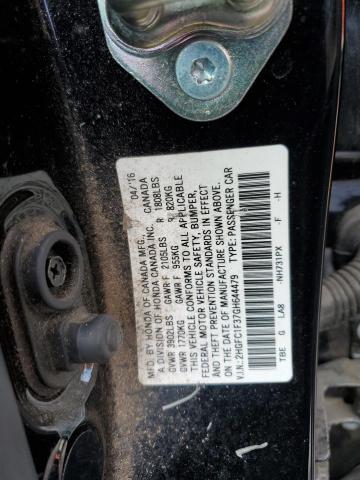 MFD. BY HONDA OF CANADA MFG. 04/'16
A DIVISION OF HONDA CANADA INC. CANADA
GVWR 3902LBS GAWR F 2105LBS R 1808LBS
GVWR 1770KG GAWR F 955KG R 820KG
THIS VEHICLE CONFORMS TO ALL APPLICABLE
FEDERAL MOTOR VEHICLE SAFETY, BUMPER,
AND THEFT PREVENTION STANDARDS IN EFFECT
ON THE DATE OF MANUFACTURE SHOWN ABOVE.
V.I.N.: 2HGFC1F37GH644479 TYPE: PASSENGER CAR
TBE G LA8 -NH731PX -F -H